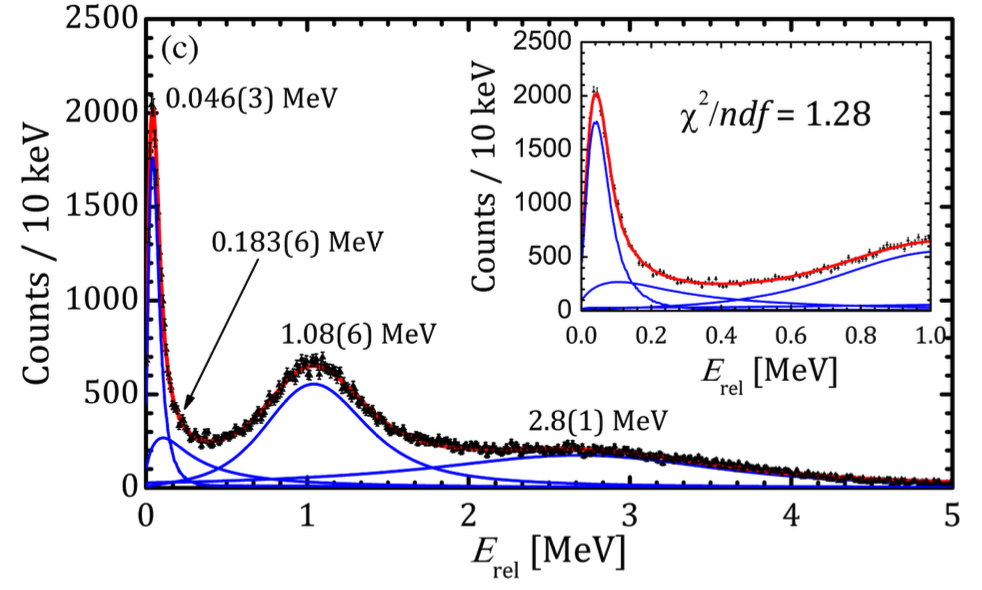 (c)
0.046(3) MeV
0.183(6) MeV
1.08(6) MeV
2.8(1) MeV
Counts / 10 keV
2500
2000
1500
1000
500
0
0 1 2 3 4 5
E_rel [MeV]
χ²/ndf = 1.28
Counts / 10 keV
2500
2000
1500
1000
500
0
0.0 0.2 0.4 0.6 0.8 1.0
E_rel [MeV]